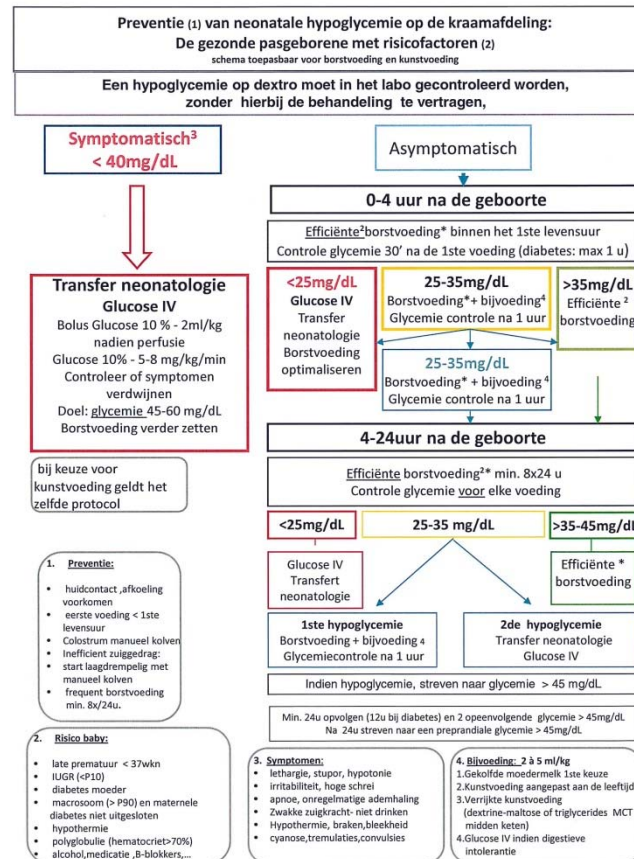 Preventie (1) van neonatale hypoglycemie op de kraamafdeling:
De gezonde pasgeborene met risicofactoren (2)
schema toepasbaar voor borstvoeding en kunstvoeding
Een hypoglycemie op dextro moet in het labo gecontroleerd worden,
zonder hierbij de behandeling te vertragen,
Symptomatisch³
< 40mg/dL
Transfer neonatologie
Glucose IV
Bolus Glucose 10 % - 2ml/kg
nadien perfusie
Glucose 10% - 5-8 mg/kg/min
Controleer of symptomen
verdwijnen
Doel: glycemie 45-60 mg/dL
Borstvoeding verder zetten
bij keuze voor
kunstvoeding geldt het
zelfde protocol
Asymptomatisch
0-4 uur na de geboorte
Efficiënte² borstvoeding* binnen het 1ste levensuur
Controle glycemie 30' na de 1ste voeding (diabetes: max 1 u)
<25mg/dL
Glucose IV
Transfer
neonatologie
Borstvoeding
optimaliseren
25-35mg/dL
Borstvoeding*+ bijvoeding⁴
Glycemie controle na 1 uur
>35mg/dL
Efficiënte ²
borstvoeding
25-35mg/dL
Borstvoeding* + bijvoeding ⁴
Glycemie controle na 1 uur
4-24uur na de geboorte
Efficiënte borstvoeding²* min. 8x24 u
Controle glycemie voor elke voeding
<25mg/dL
Glucose IV
Transfert
neonatologie
25-35 mg/dL
>35-45mg/dL
Efficiënte *
borstvoeding
1ste hypoglycemie
Borstvoeding + bijvoeding 4
Glycemiecontrole na 1 uur
2de hypoglycemie
Transfer neonatologie
Glucose IV
Indien hypoglycemie, streven naar glycemie > 45 mg/dL
Min. 24u opvolgen (12u bij diabetes) en 2 opeenvolgende glycemie > 45mg/dL
Na 24u streven naar een preprandiale glycemie > 45mg/dL
1. Preventie:
• huidcontact ,afkoeling
voorkomen
• eerste voeding < 1ste
levensuur
• Colostrum manueel kolven
• Inefficient zuiggedrag:
• start laagdrempelig met
manueel kolven
• frequent borstvoeding
min. 8x/24u.
2. Risico baby:
• late prematuur < 37wkn
• IUGR (<P10)
• diabetes moeder
• macrosoom (> P90) en maternele
diabetes niet uitgesloten
• hypothermie
• polyglobulie (hematocriet>70%)
• alcohol,medicatie ,B-blokkers,...
3. Symptomen:
• lethargie, stupor, hypotonie
• irritabiliteit, hoge schrei
• apnoe, onregelmatige ademhaling
• Zwakke zuigkracht- niet drinken
• Hypothermie, braken,bleekheid
• cyanose,tremulaties,convulsies
4. Bijvoeding: 2 à 5 ml/kg
1.Gekolfde moedermelk 1ste keuze
2.Kunstvoeding aangepast aan de leeftijd
3.Verrijkte kunstvoeding
(dextrine-maltose of triglycerides MCT
midden keten)
4.Glucose IV indien digestieve
intolerantie